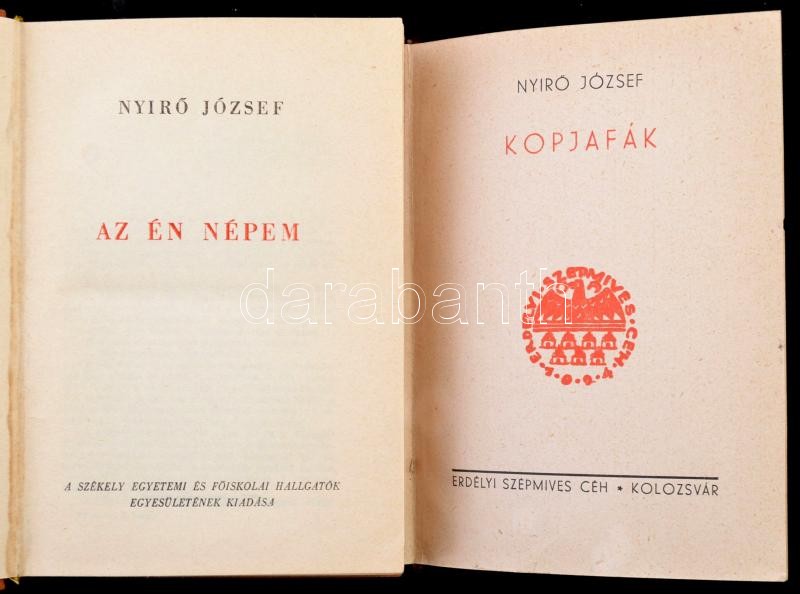 NYIRŐ JÓZSEF
AZ ÉN NÉPEM
A SZÉKELY EGYETEMI ÉS FŐISKOLAI HALLGATÓK
EGYESÜLETÉNEK KIADÁSA
NYIRŐ JÓZSEF
KOPJAFÁK
ERDÉLYI·SZÉPMIVES·CÉH·
ERDÉLYI SZÉPMIVES CÉH ★ KOLOZSVÁR
darabanth